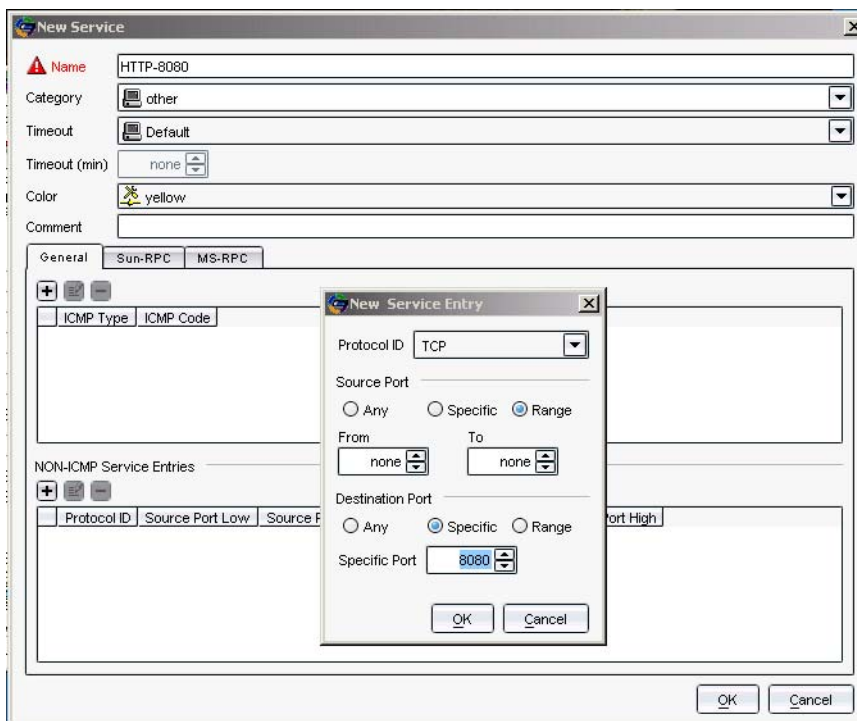 New Service
Name HTTP-8080
Category other
Timeout Default
Timeout (min) none
Color yellow
Comment
General Sun-RPC MS-RPC
ICMP Type ICMP Code
NON-ICMP Service Entries
Protocol ID Source Port Low Source P Port High
New Service Entry
Protocol ID TCP
Source Port
Any Specific Range
From To
none none
Destination Port
Any Specific Range
Specific Port 8080
OK Cancel
OK Cancel